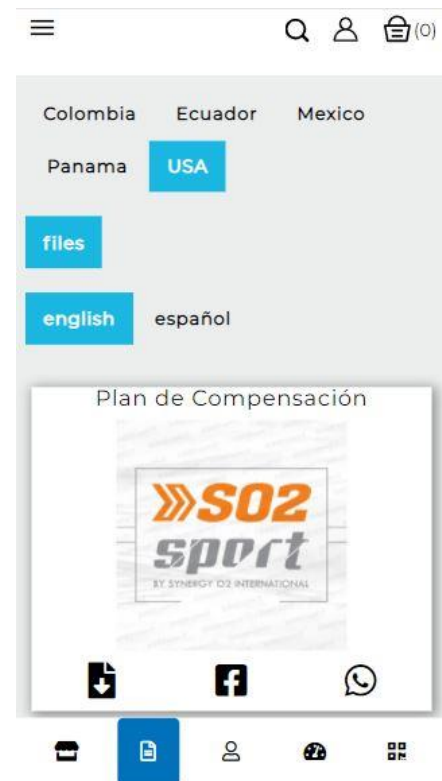 (0)
Colombia Ecuador Mexico
Panama USA
files
english español
Plan de Compensación
SO2
sport
BY SYNERGY O2 INTERNATIONAL